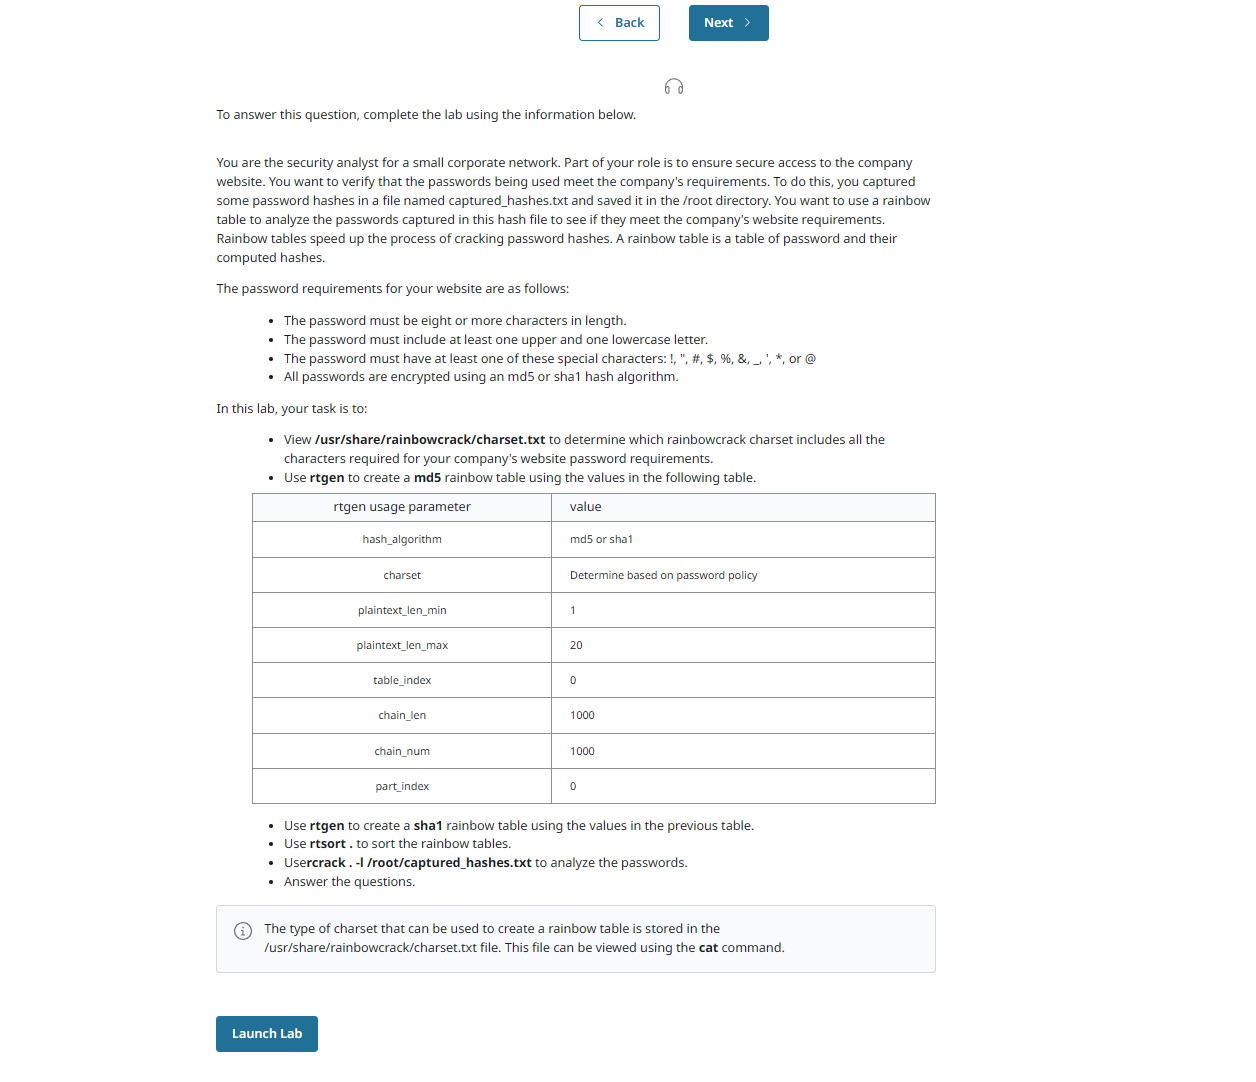 Back
Next
To answer this question, complete the lab using the information below.
You are the security analyst for a small corporate network. Part of your role is to ensure secure access to the company
website. You want to verify that the passwords being used meet the company's requirements. To do this, you captured
some password hashes in a file named captured_hashes.txt and saved it in the /root directory. You want to use a rainbow
table to analyze the passwords captured in this hash file to see if they meet the company's website requirements.
Rainbow tables speed up the process of cracking password hashes. A rainbow table is a table of password and their
computed hashes.
The password requirements for your website are as follows:
• The password must be eight or more characters in length.
• The password must include at least one upper and one lowercase letter.
• The password must have at least one of these special characters: !, ", #, $, %, &, _, ', *, or @
• All passwords are encrypted using an md5 or sha1 hash algorithm.
In this lab, your task is to:
• View /usr/share/rainbowcrack/charset.txt to determine which rainbowcrack charset includes all the
characters required for your company's website password requirements.
• Use rtgen to create a md5 rainbow table using the values in the following table.
rtgen usage parameter value
hash_algorithm md5 or sha1
charset Determine based on password policy
plaintext_len_min 1
plaintext_len_max 20
table_index 0
chain_len 1000
chain_num 1000
part_index 0
• Use rtgen to create a sha1 rainbow table using the values in the previous table.
• Use rtsort . to sort the rainbow tables.
• Usercrack . -l /root/captured_hashes.txt to analyze the passwords.
• Answer the questions.
The type of charset that can be used to create a rainbow table is stored in the
/usr/share/rainbowcrack/charset.txt file. This file can be viewed using the cat command.
Launch Lab